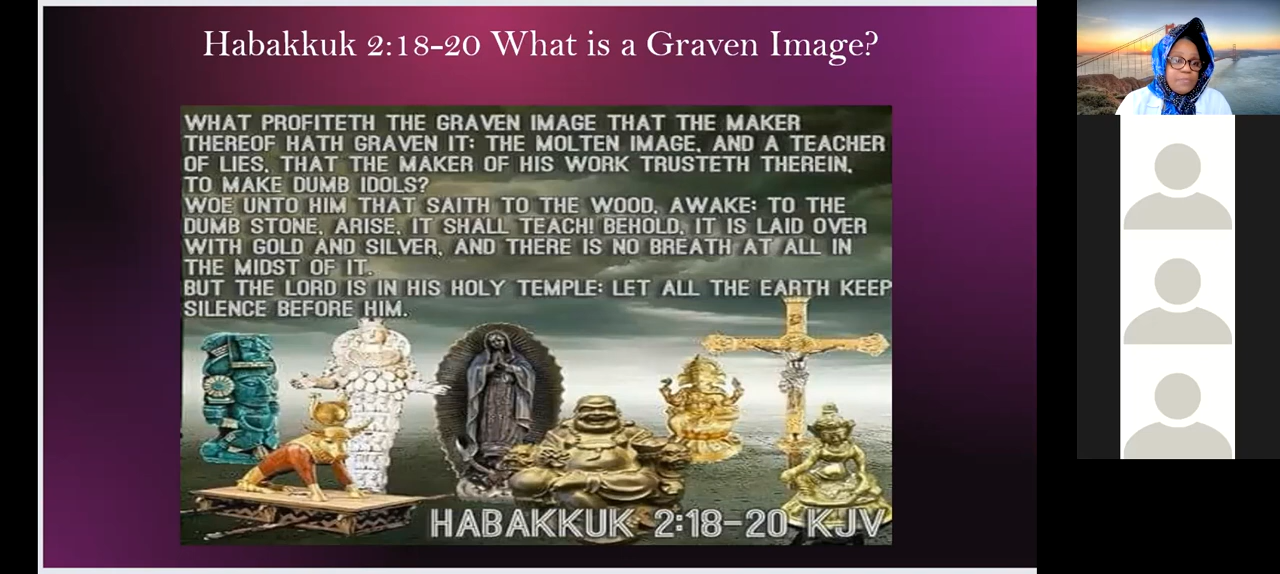 Habakkuk 2:18-20 What is a Graven Image?
WHAT PROFITETH THE GRAVEN IMAGE THAT THE MAKER
THEREOF HATH GRAVEN IT; THE MOLTEN IMAGE, AND A TEACHER
OF LIES, THAT THE MAKER OF HIS WORK TRUSTETH THEREIN,
TO MAKE DUMB IDOLS?
WOE UNTO HIM THAT SAITH TO THE WOOD, AWAKE; TO THE
DUMB STONE, ARISE, IT SHALL TEACH! BEHOLD, IT IS LAID OVER
WITH GOLD AND SILVER, AND THERE IS NO BREATH AT ALL IN
THE MIDST OF IT.
BUT THE LORD IS IN HIS HOLY TEMPLE: LET ALL THE EARTH KEEP
SILENCE BEFORE HIM.
HABAKKUK 2:18-20 KJV